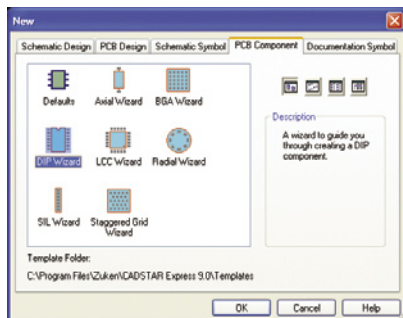 New
Schematic Design PCB Design Schematic Symbol PCB Component Documentation Symbol
Defaults Axial Wizard BGA Wizard
DIP Wizard LCC Wizard Radial Wizard
SIL Wizard Staggered Grid
Wizard
Description
A wizard to guide you
through creating a DIP
component.
Template Folder:
C:\Program Files\Zuken\CADSTAR Express 9.0\Templates
OK Cancel Help